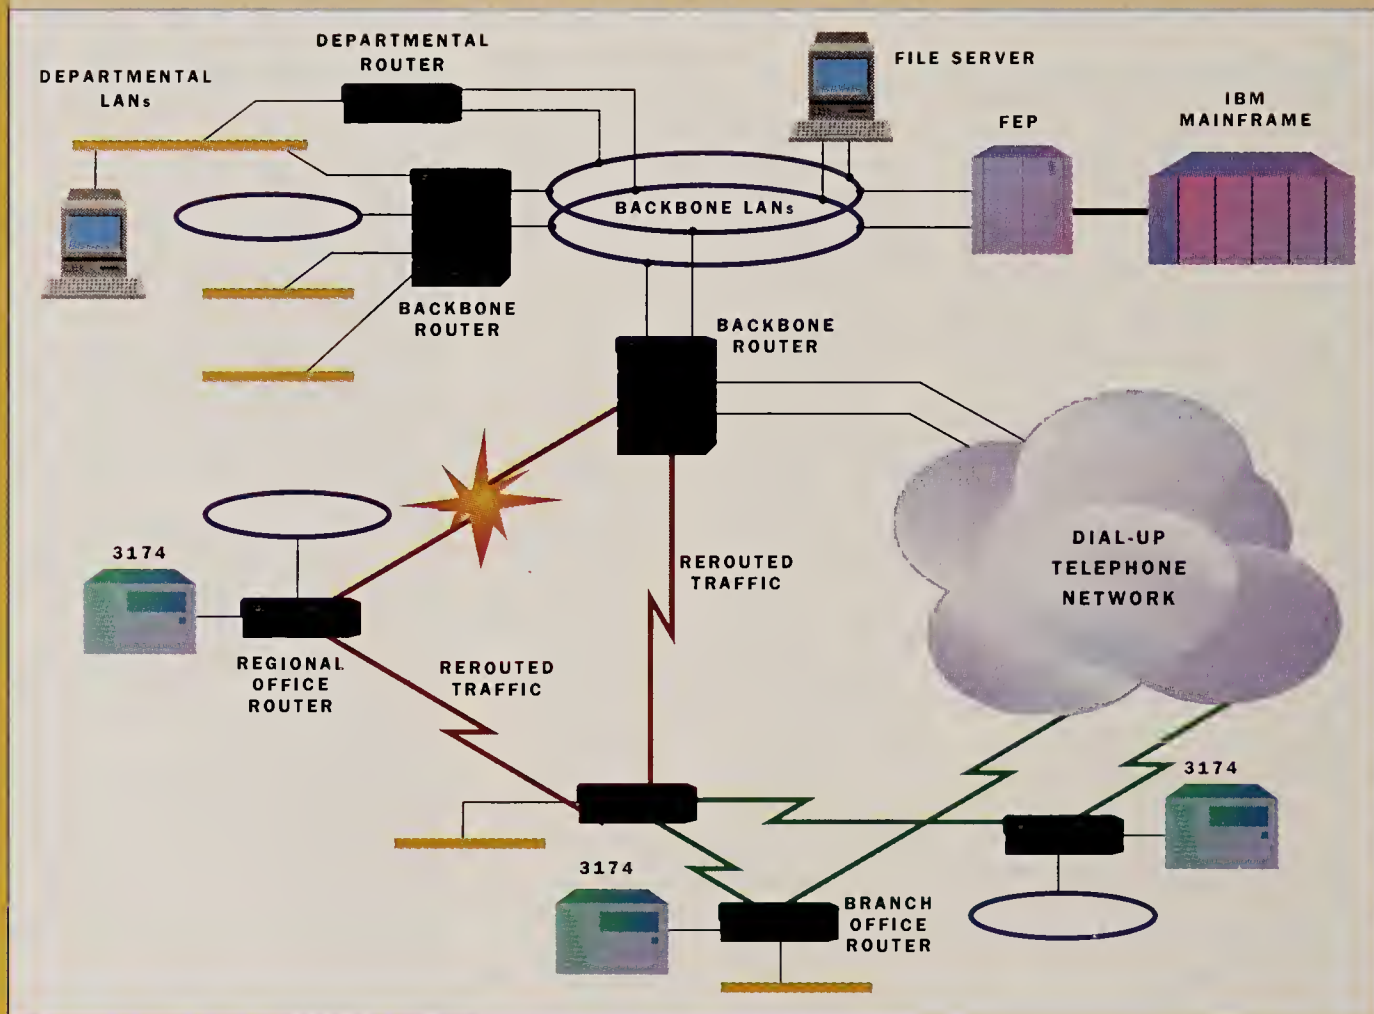 DEPARTMENTAL
ROUTER
DEPARTMENTAL
LANs
FILE SERVER
FEP
IBM
MAINFRAME
BACKBONE LANs
BACKBONE
ROUTER
BACKBONE
ROUTER
3174
REGIONAL
OFFICE
ROUTER
REROUTED
TRAFFIC
REROUTED
TRAFFIC
DIAL-UP
TELEPHONE
NETWORK
3174
3174
BRANCH
OFFICE
ROUTER